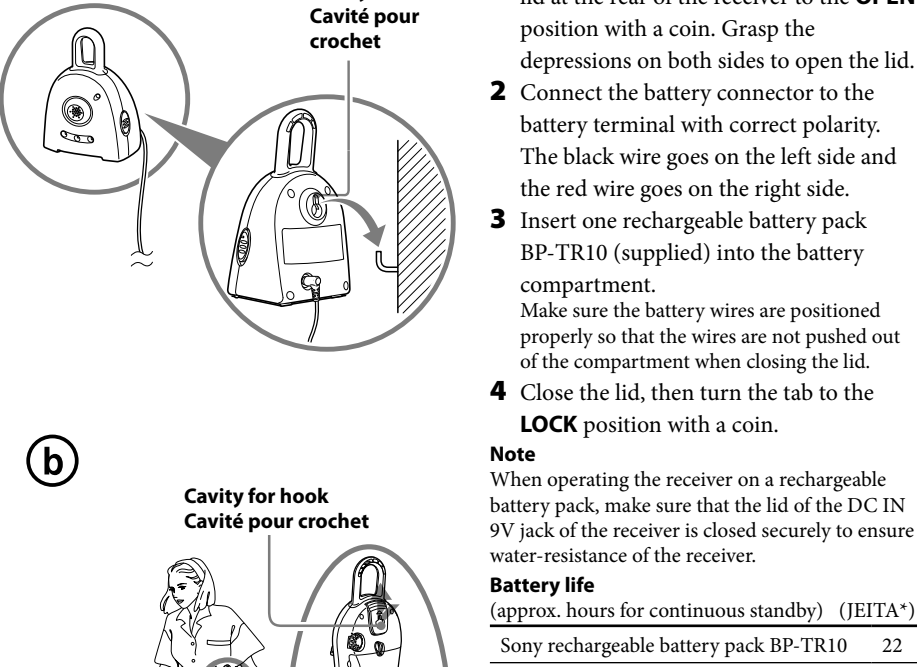 Cavité pour
crochet
b
Cavity for hook
Cavité pour crochet
lid at the rear of the receiver to the OPEN
position with a coin. Grasp the
depressions on both sides to open the lid.
2 Connect the battery connector to the
battery terminal with correct polarity.
The black wire goes on the left side and
the red wire goes on the right side.
3 Insert one rechargeable battery pack
BP-TR10 (supplied) into the battery
compartment.
Make sure the battery wires are positioned
properly so that the wires are not pushed out
of the compartment when closing the lid.
4 Close the lid, then turn the tab to the
LOCK position with a coin.
Note
When operating the receiver on a rechargeable
battery pack, make sure that the lid of the DC IN
9V jack of the receiver is closed securely to ensure
water-resistance of the receiver.
Battery life
(approx. hours for continuous standby) (JEITA*)
Sony rechargeable battery pack BP-TR10 22